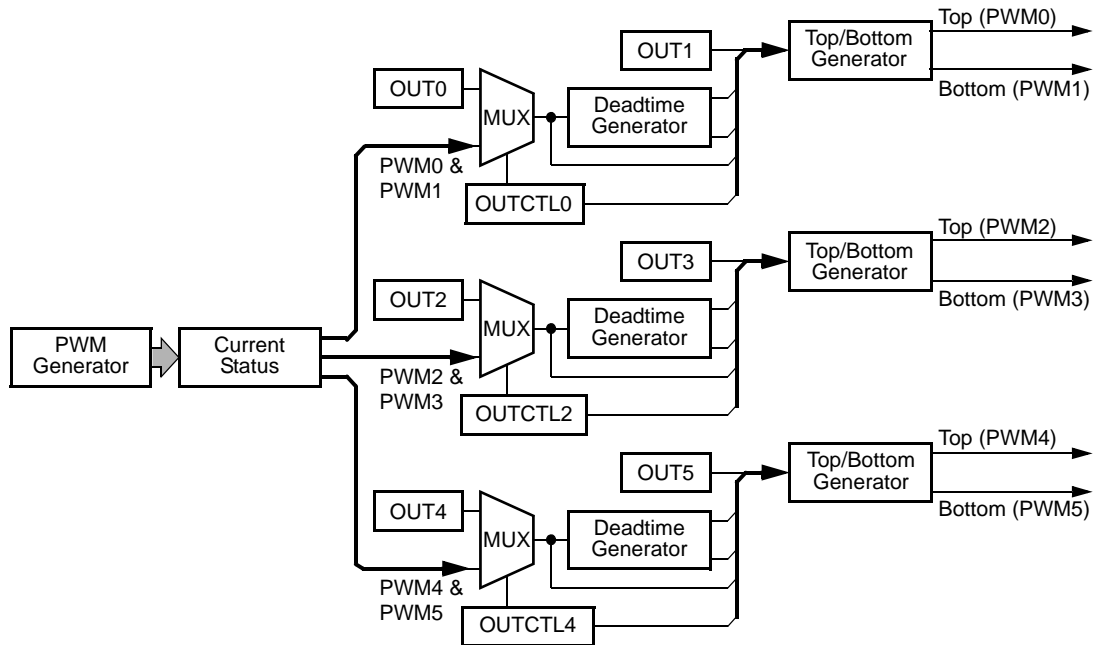 Top (PWM0)
OUT1
Top/Bottom
Generator
OUT0
Bottom (PWM1)
MUX
Deadtime
Generator
PWM0 &
PWM1
OUTCTL0
Top (PWM2)
OUT3
Top/Bottom
Generator
OUT2
Bottom (PWM3)
MUX
Deadtime
Generator
PWM
Generator
Current
Status
PWM2 &
PWM3
OUTCTL2
Top (PWM4)
OUT5
Top/Bottom
Generator
OUT4
Bottom (PWM5)
MUX
Deadtime
Generator
PWM4 &
PWM5
OUTCTL4